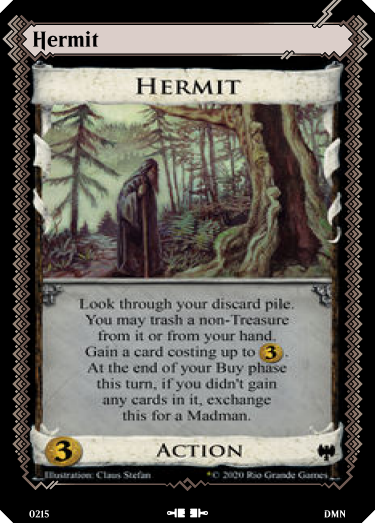 Hermit
HERMIT
Look through your discard pile.
You may trash a non-Treasure
from it or from your hand.
Gain a card costing up to 3.
At the end of your Buy phase
this turn, if you didn't gain
any cards in it, exchange
this for a Madman.
3 ACTION
Illustration: Claus Stefan *© 2020 Rio Grande Games
0215 DMN